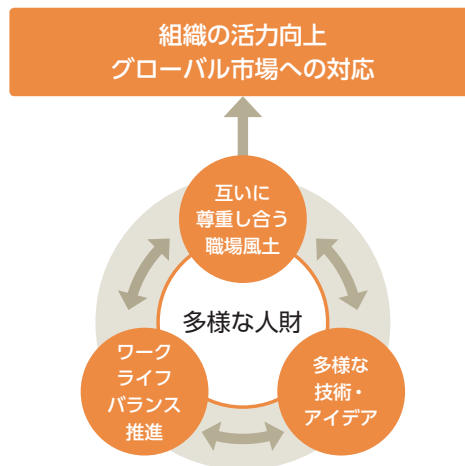 組織の活力向上
グローバル市場への対応
互いに
尊重し合う
職場風土
多様な人財
ワーク
ライフ
バランス
推進
多様な
技術・
アイデア